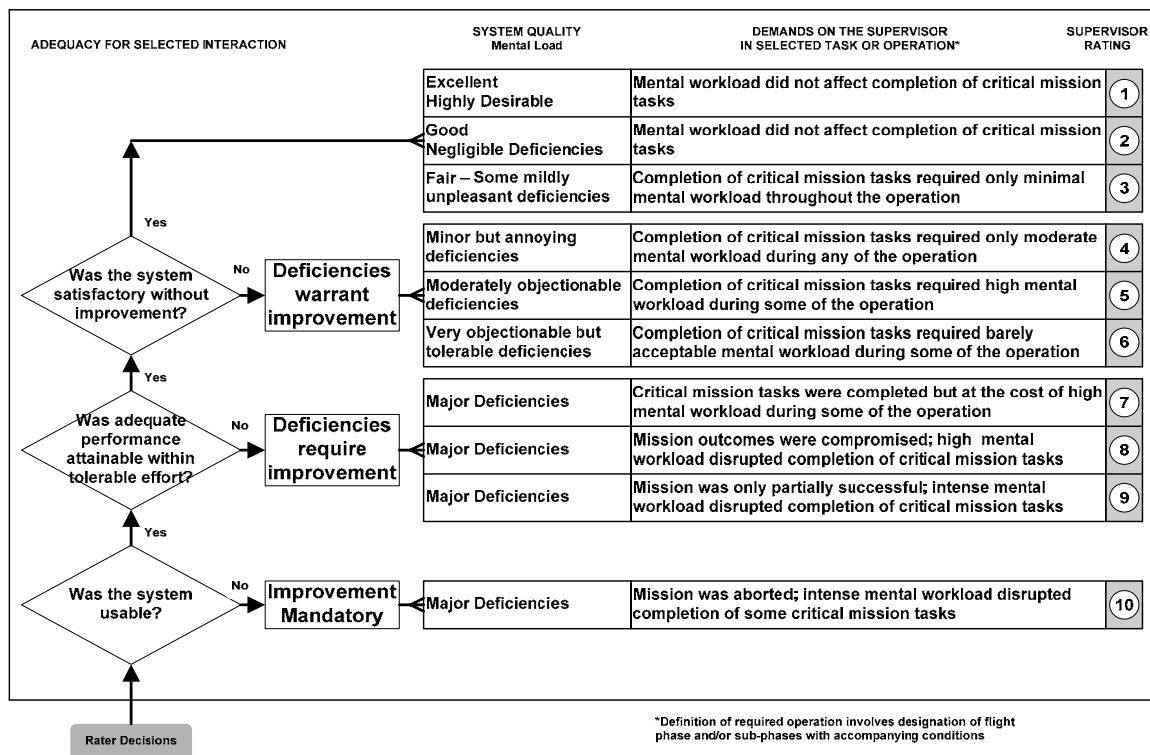 ADEQUACY FOR SELECTED INTERACTION
SYSTEM QUALITY
Mental Load
DEMANDS ON THE SUPERVISOR
IN SELECTED TASK OR OPERATION*
SUPERVISOR
RATING
Excellent
Highly Desirable
Mental workload did not affect completion of critical mission
tasks
1
Good
Negligible Deficiencies
Mental workload did not affect completion of critical mission
tasks
2
Fair – Some mildly
unpleasant deficiencies
Completion of critical mission tasks required only minimal
mental workload throughout the operation
3
Yes
Was the system
satisfactory without
improvement?
No
Deficiencies
warrant
improvement
Minor but annoying
deficiencies
Completion of critical mission tasks required only moderate
mental workload during any of the operation
4
Moderately objectionable
deficiencies
Completion of critical mission tasks required high mental
workload during some of the operation
5
Very objectionable but
tolerable deficiencies
Completion of critical mission tasks required barely
acceptable mental workload during some of the operation
6
Yes
Was adequate
performance
attainable within
tolerable effort?
No
Deficiencies
require
improvement
Major Deficiencies
Critical mission tasks were completed but at the cost of high
mental workload during some of the operation
7
Major Deficiencies
Mission outcomes were compromised; high mental
workload disrupted completion of critical mission tasks
8
Major Deficiencies
Mission was only partially successful; intense mental
workload disrupted completion of critical mission tasks
9
Yes
Was the system
usable?
No
Improvement
Mandatory
Major Deficiencies
Mission was aborted; intense mental workload disrupted
completion of some critical mission tasks
10
Rater Decisions
*Definition of required operation involves designation of flight
phase and/or sub-phases with accompanying conditions